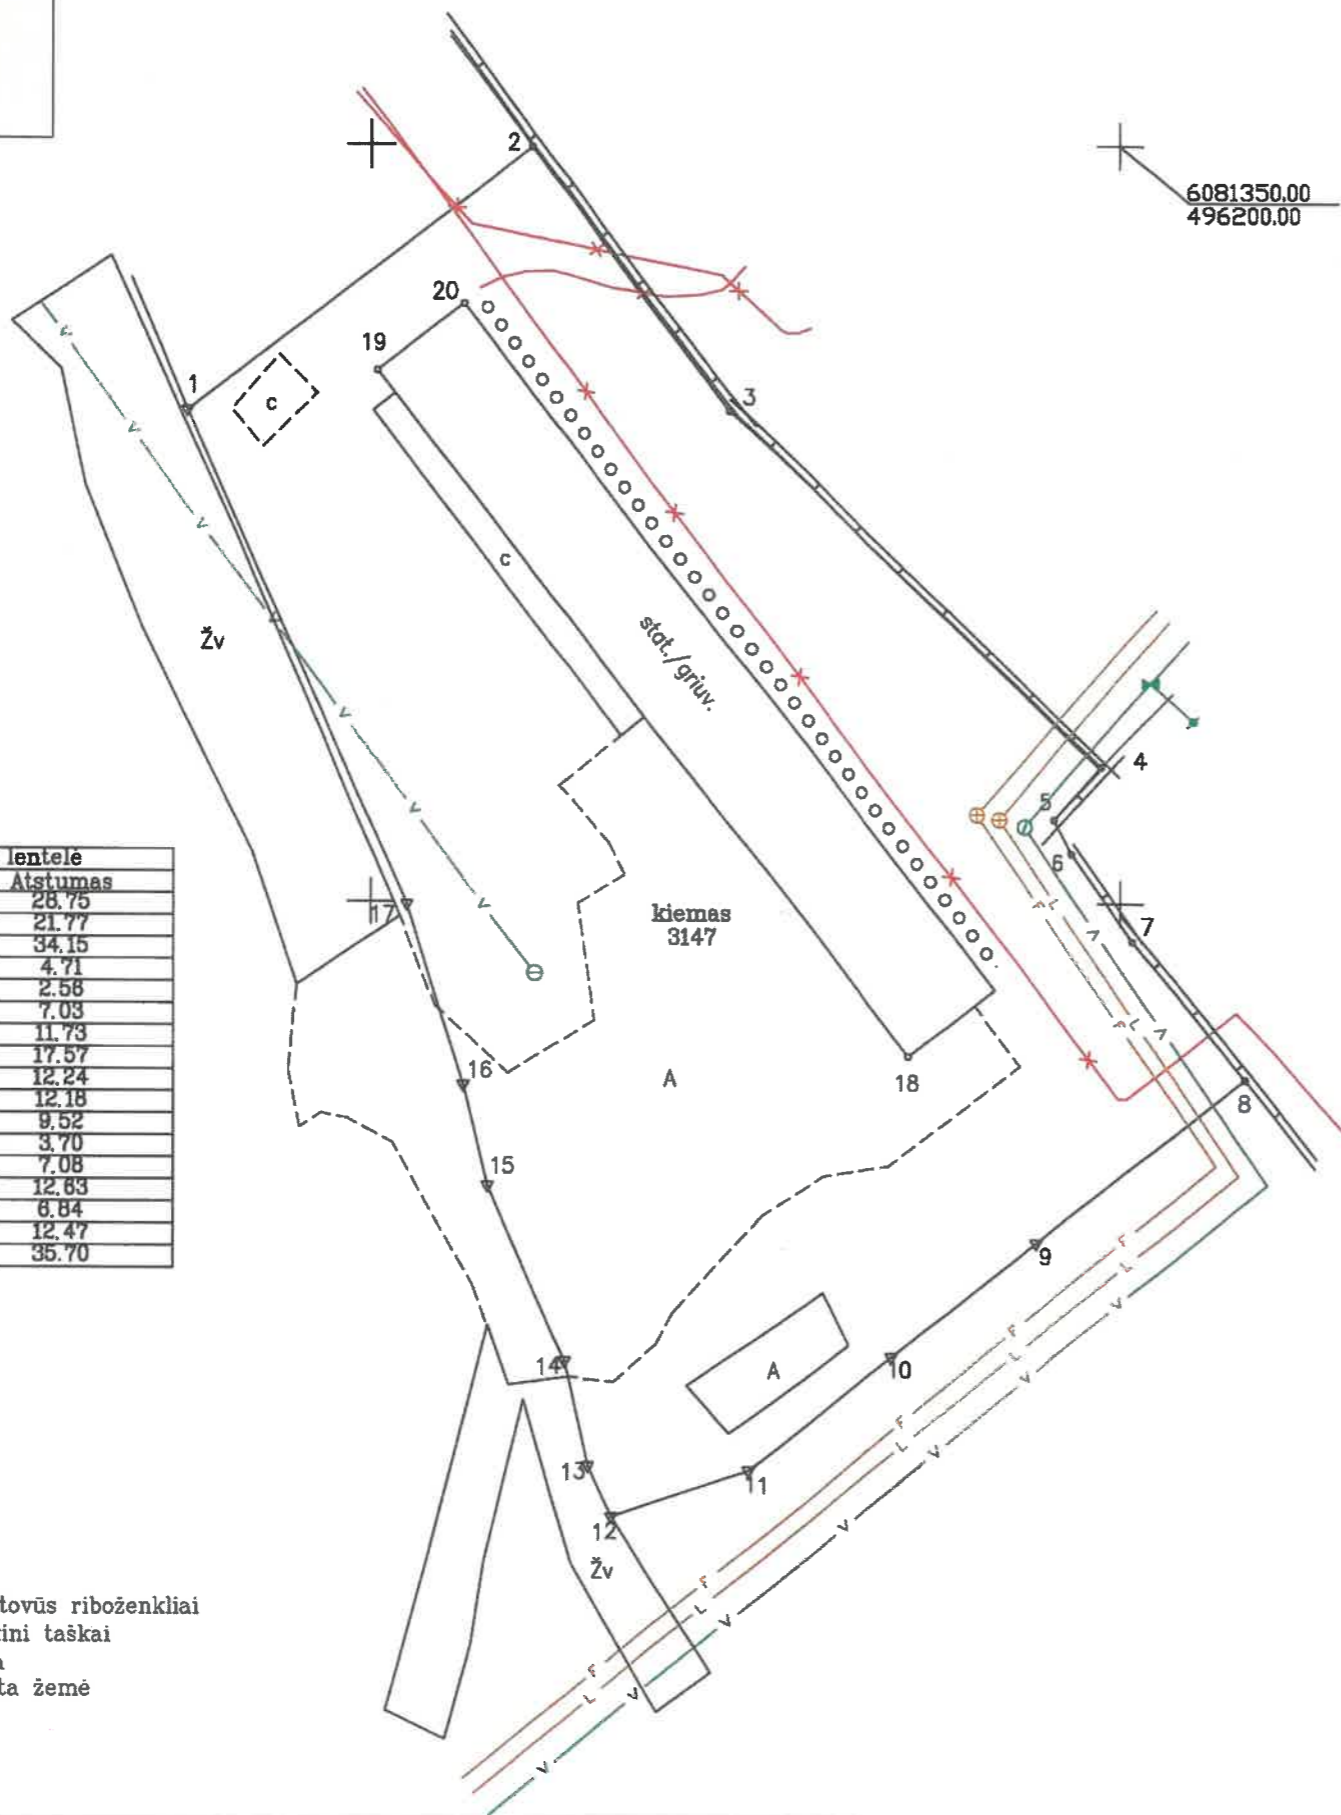 6081350.00
496200.00
2
20
19
1
c
3
c
Žv
stat./griuv.
4
5
6
lentelė
Atstumas
28.75
21.77
34.15
4.71
2.58
7.03
11.73
17.57
12.24
12.18
9.52
3.70
7.08
12.63
6.84
12.47
35.70
17
kiemas
3147
7
16
A
18
8
15
9
14
A
10
13
11
12
Žv
tovūs riboženkliai
ini taškai
ta žemė
V
V
V
V
V
V
F
L
V
F
L
V
F
L
V
F
L
V
F
L
V
V
F
L
V
F
L
V
V